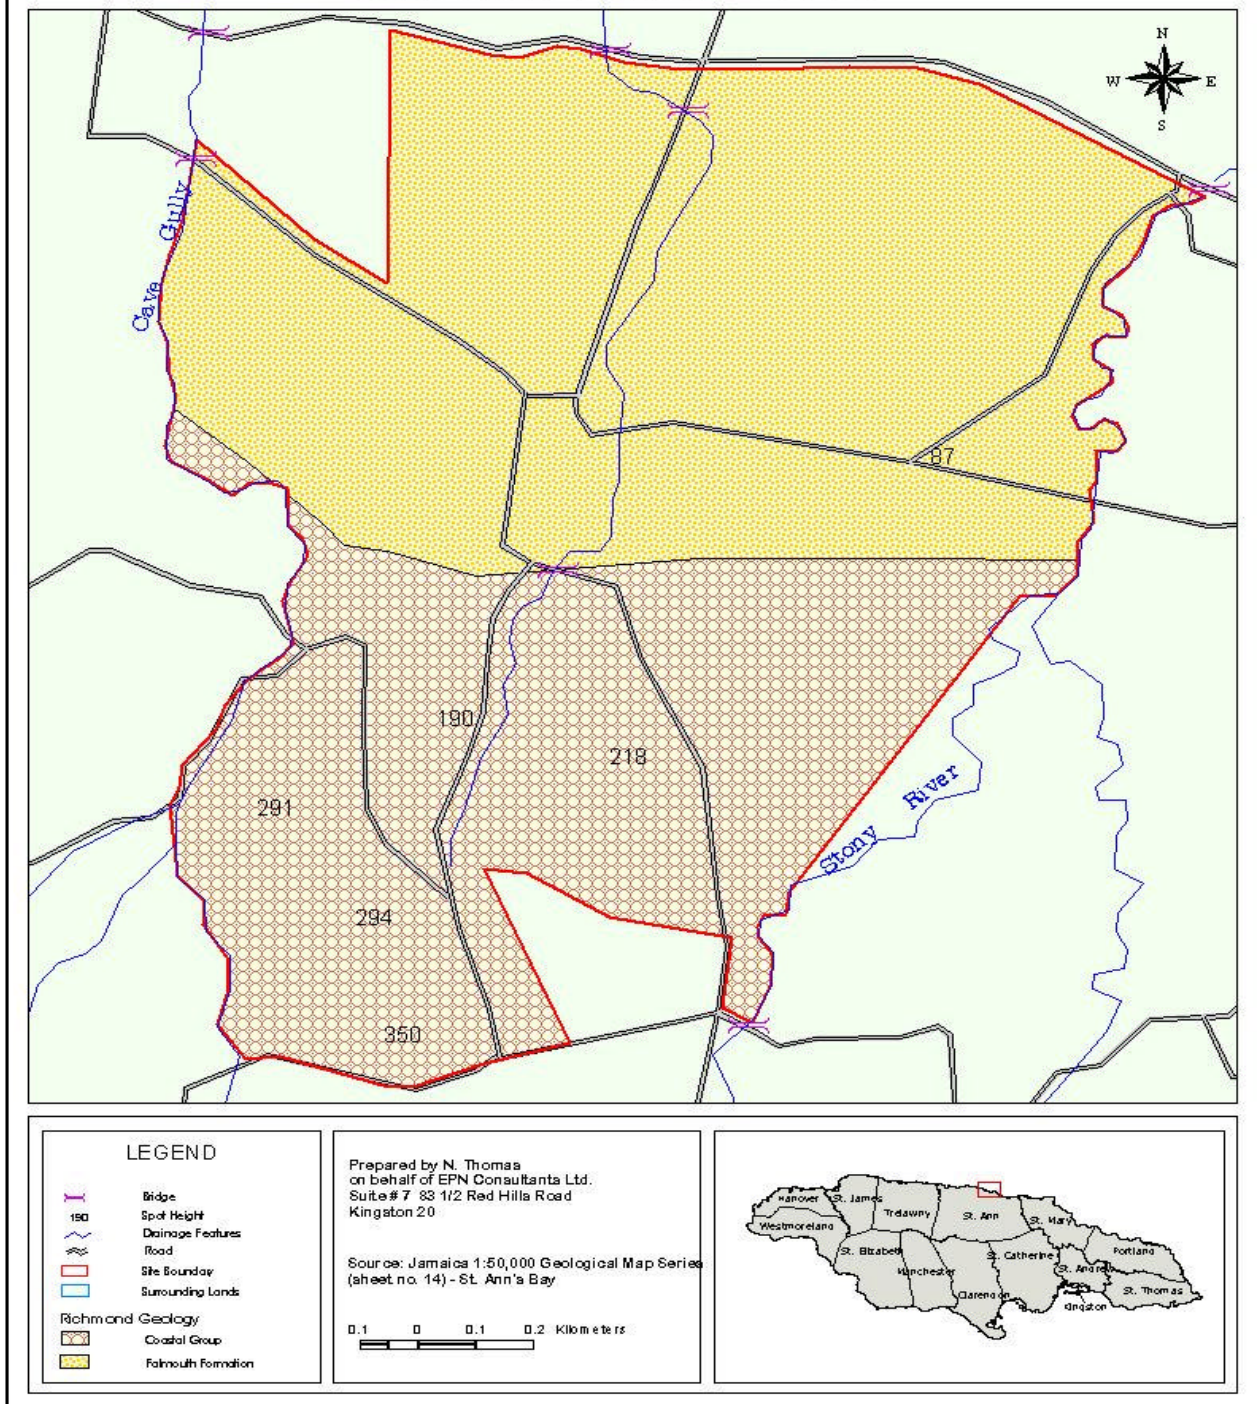 N
W E
S
Cave Gully
87
190
218
291
Stony River
294
350
LEGEND
Bridge
190 Spot Height
Drainage Features
Road
Site Boundary
Surrounding Lands
Richmond Geology
Coastal Group
Falmouth Formation
Prepared by N. Thomas
on behalf of EPN Consultants Ltd.
Suite # 7 83 1/2 Red Hills Road
Kingston 20
Source: Jamaica 1:50,000 Geological Map Series
(sheet no. 14) - St. Ann's Bay
0.1 0 0.1 0.2 Kilometers
Hanover
St. James
Trelawny
St. Ann
St. Mary
Westmoreland
St. Elizabeth
Manchester
St. Catherine
Portland
St. Andrew
Clarendon
Kingston
St. Thomas